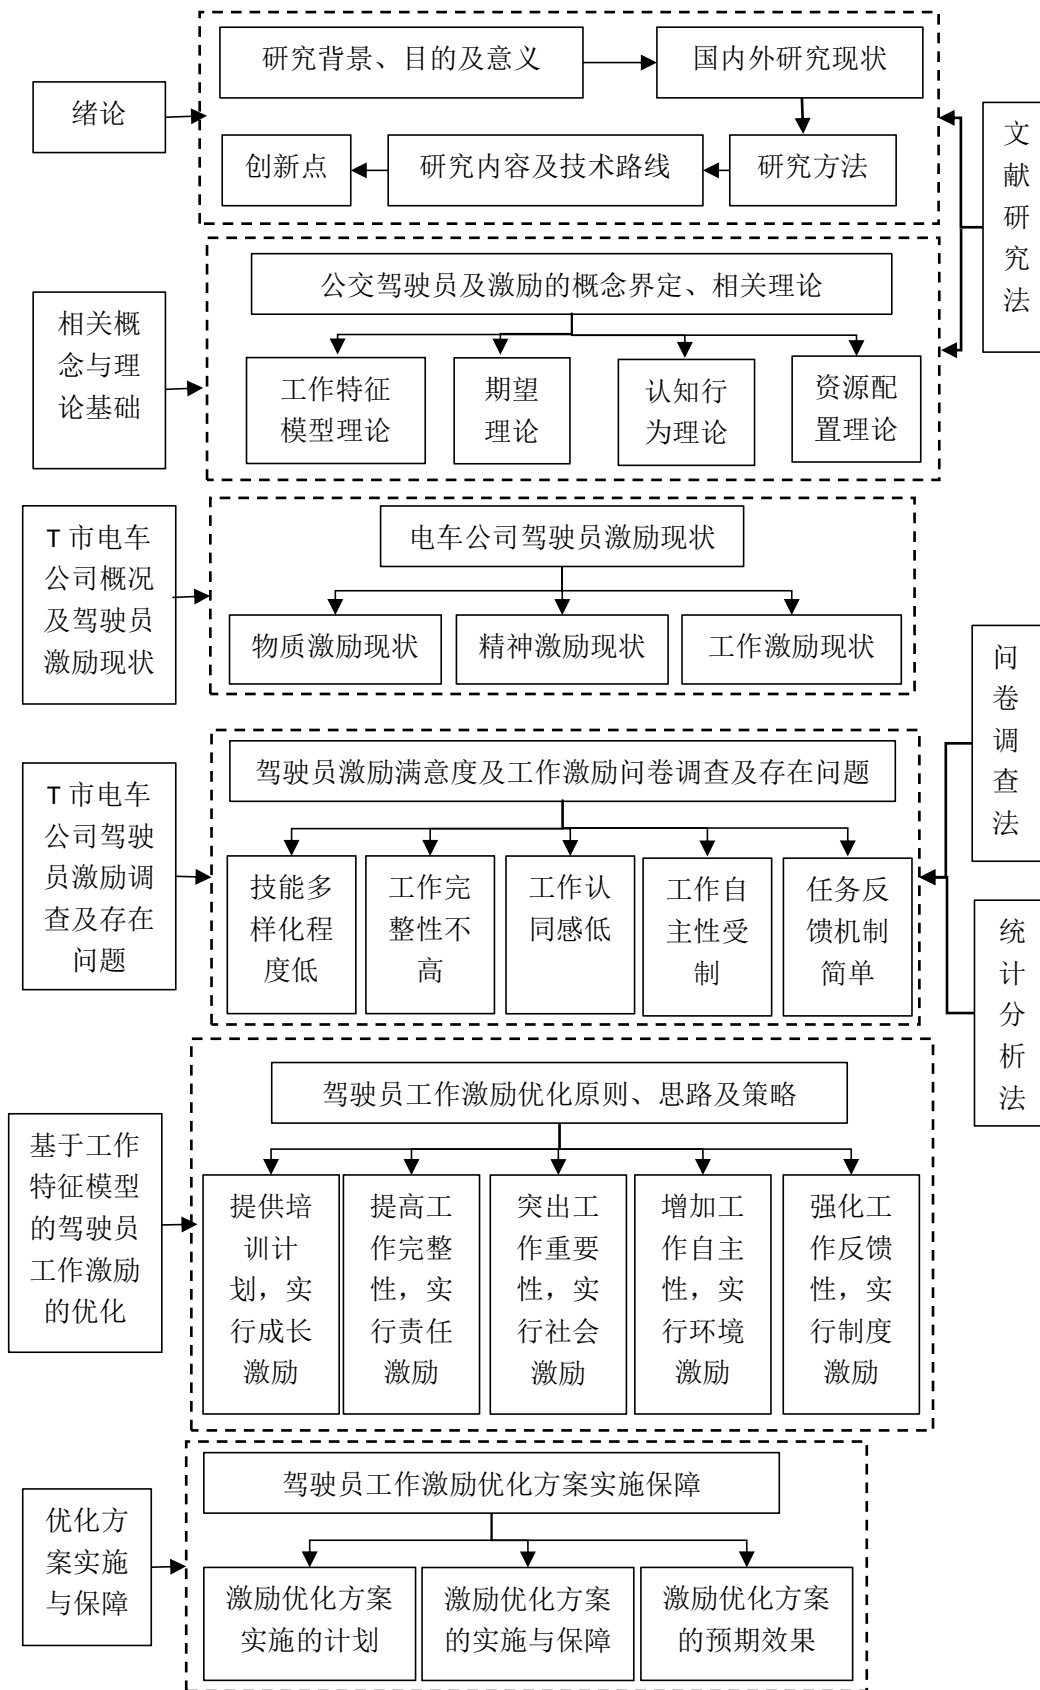 研究背景、目的及意义
国内外研究现状
绪论
创新点
研究内容及技术路线
研究方法
文
献
研
究
法
公交驾驶员及激励的概念界定、相关理论
相关概
念与理
论基础
工作特征
模型理论
期望
理论
认知行
为理论
资源配
置理论
T 市电车
公司概况
及驾驶员
激励现状
电车公司驾驶员激励现状
物质激励现状
精神激励现状
工作激励现状
问
卷
调
查
法
驾驶员激励满意度及工作激励问卷调查及存在问题
T 市电车
公司驾驶
员激励调
查及存在
问题
技能多
样化程
度低
工作完
整性不
高
工作认
同感低
工作自
主性受
制
任务反
馈机制
简单
统
计
分
析
法
驾驶员工作激励优化原则、思路及策略
基于工作
特征模型
的驾驶员
工作激励
的优化
提供培
训计
划，实
行成长
激励
提高工
作完整
性，实
行责任
激励
突出工
作重要
性，实
行社会
激励
增加工
作自主
性，实
行环境
激励
强化工
作反馈
性，实
行制度
激励
驾驶员工作激励优化方案实施保障
优化方
案实施
与保障
激励优化方案
实施的计划
激励优化方案
的实施与保障
激励优化方案
的预期效果